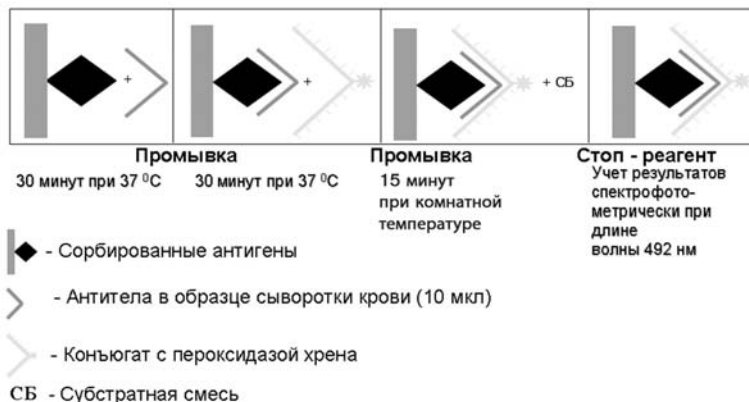 +
+
+ СБ
Промывка
Промывка
Стоп - реагент
30 минут при 37 ⁰С
30 минут при 37 ⁰С
15 минут
при комнатной
температуре
Учет результатов
спектрофото-
метрически при
длине
волны 492 нм
- Сорбированные антигены
- Антитела в образце сыворотки крови (10 мкл)
- Конъюгат с пероксидазой хрена
СБ - Субстратная смесь